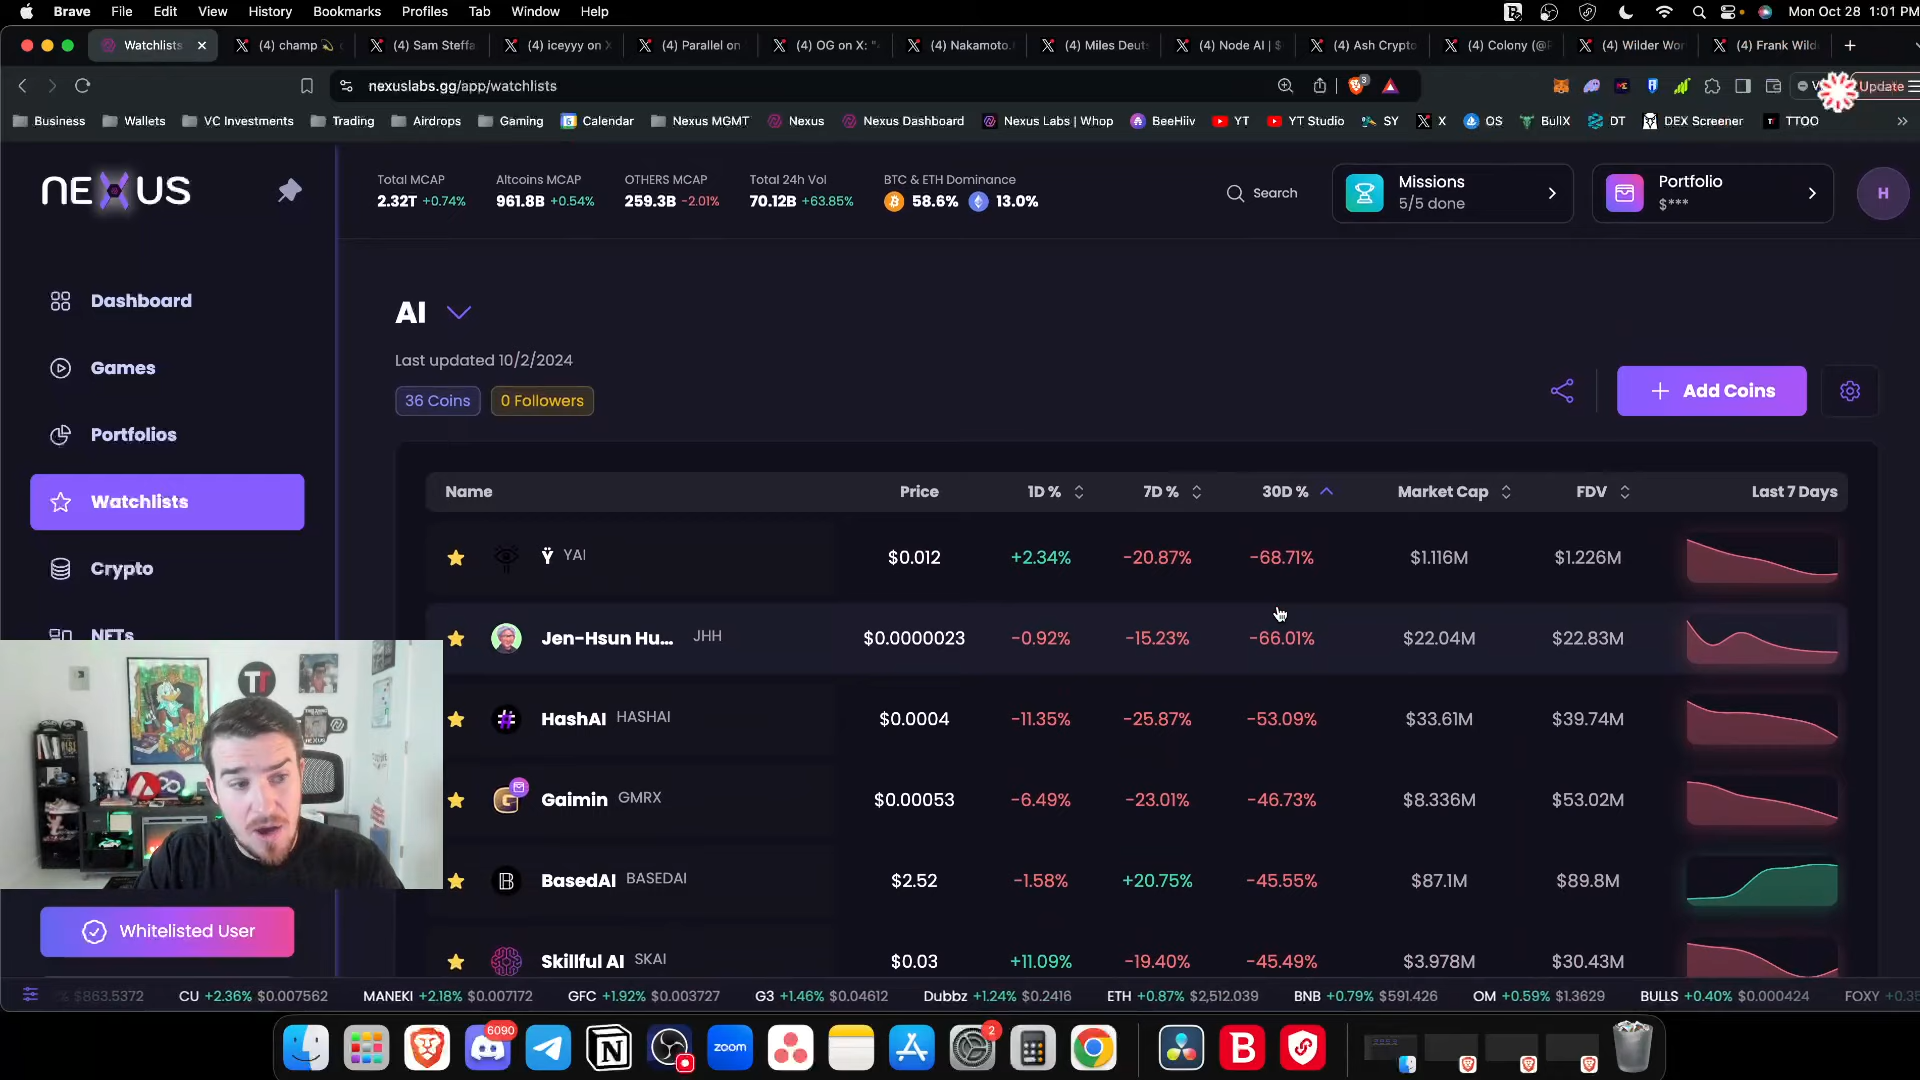 Brave File Edit View History Bookmarks Profiles Tab Window Help Mon Oct 28 1:01 PM
Watchlists (4) champ (4) Sam Steffa (4) iceyyy on X (4) Parallel on (4) OG on X: " (4) Nakamoto. (4) Miles Deut (4) Node AI | $ (4) Ash Crypto (4) Colony (@ (4) Wilder Wor (4) Frank Wild
nexuslabs.gg/app/watchlists 3 Update
Business Wallets VC Investments Trading Airdrops Gaming Calendar Nexus MGMT Nexus Nexus Dashboard Nexus Labs | Whop BeeHiiv YT YT Studio SY X OS BullX DT DEX Screener TTOO
NEXUS
Total MCAP Altcoins MCAP OTHERS MCAP Total 24h Vol BTC & ETH Dominance
2.32T +0.74% 961.8B +0.54% 259.3B -2.01% 70.12B +63.85% 58.6% 13.0%
Search
Missions
5/5 done
Portfolio
$***
H
Dashboard
Games
Portfolios
Watchlists
Crypto
NFTs
Whitelisted User
AI
Last updated 10/2/2024
36 Coins 0 Followers
Add Coins
Name Price 1D % 7D % 30D % Market Cap FDV Last 7 Days
Ÿ YAI $0.012 +2.34% -20.87% -68.71% $1.116M $1.226M
Jen-Hsun Hu... JHH $0.0000023 -0.92% -15.23% -66.01% $22.04M $22.83M
HashAI HASHAI $0.0004 -11.35% -25.87% -53.09% $33.61M $39.74M
Gaimin GMRX $0.00053 -6.49% -23.01% -46.73% $8.336M $53.02M
BasedAI BASEDAI $2.52 -1.58% +20.75% -45.55% $87.1M $89.8M
Skillful AI SKAI $0.03 +11.09% -19.40% -45.49% $3.978M $30.43M
$863.5372 CU +2.36% $0.007562 MANEKI +2.18% $0.007172 GFC +1.92% $0.003727 G3 +1.46% $0.04612 Dubbz +1.24% $0.2416 ETH +0.87% $2,512.039 BNB +0.79% $591.426 OM +0.59% $1.3629 BULLS +0.40% $0.000424 FOXY
6090 zoom 2